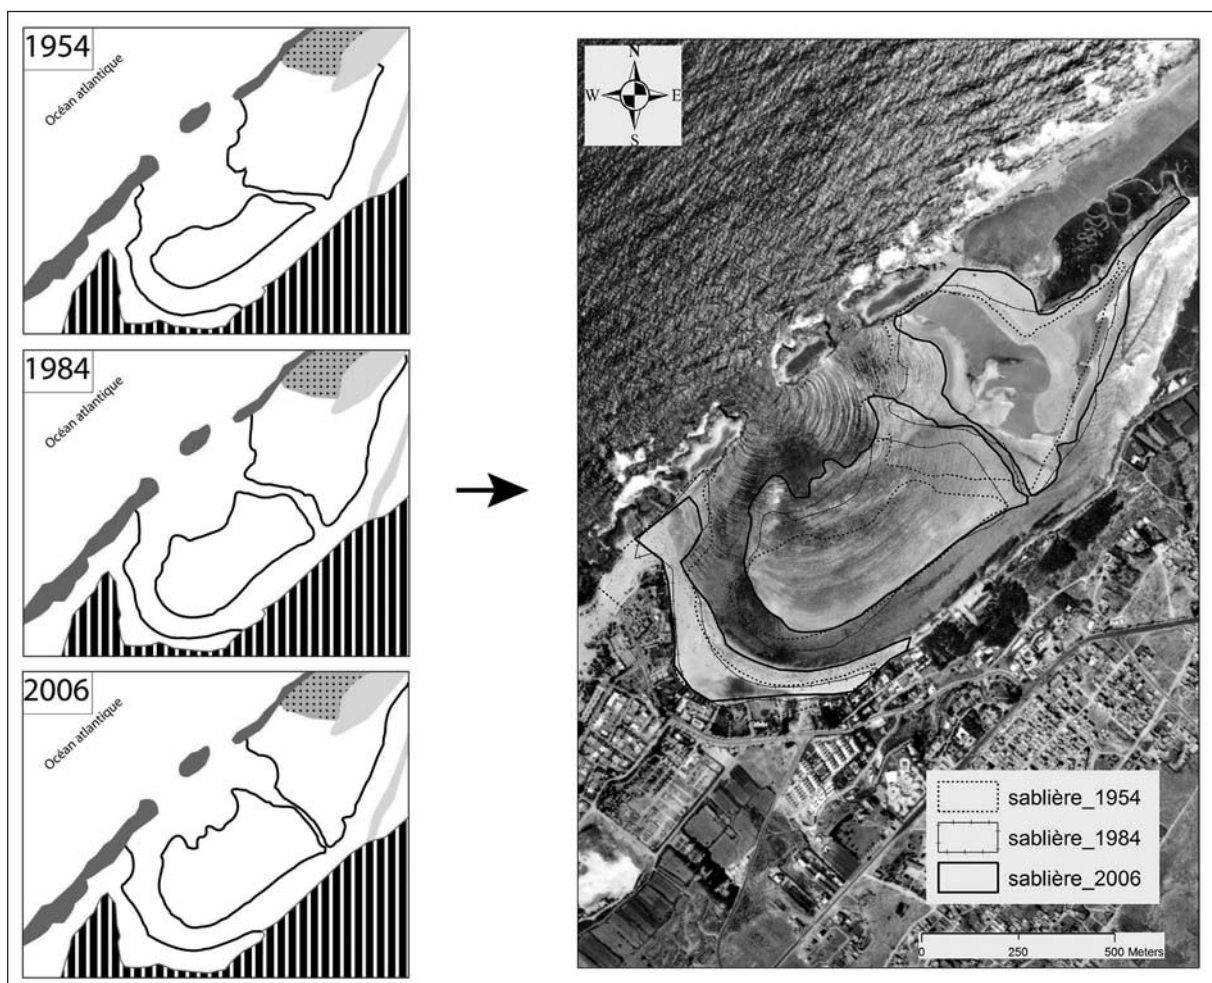 1954
Océan atlantique
1984
Océan atlantique
2006
Océan atlantique
N
W E
S
sablière_1954
sablière_1984
sablière_2006
0 250 500 Meters